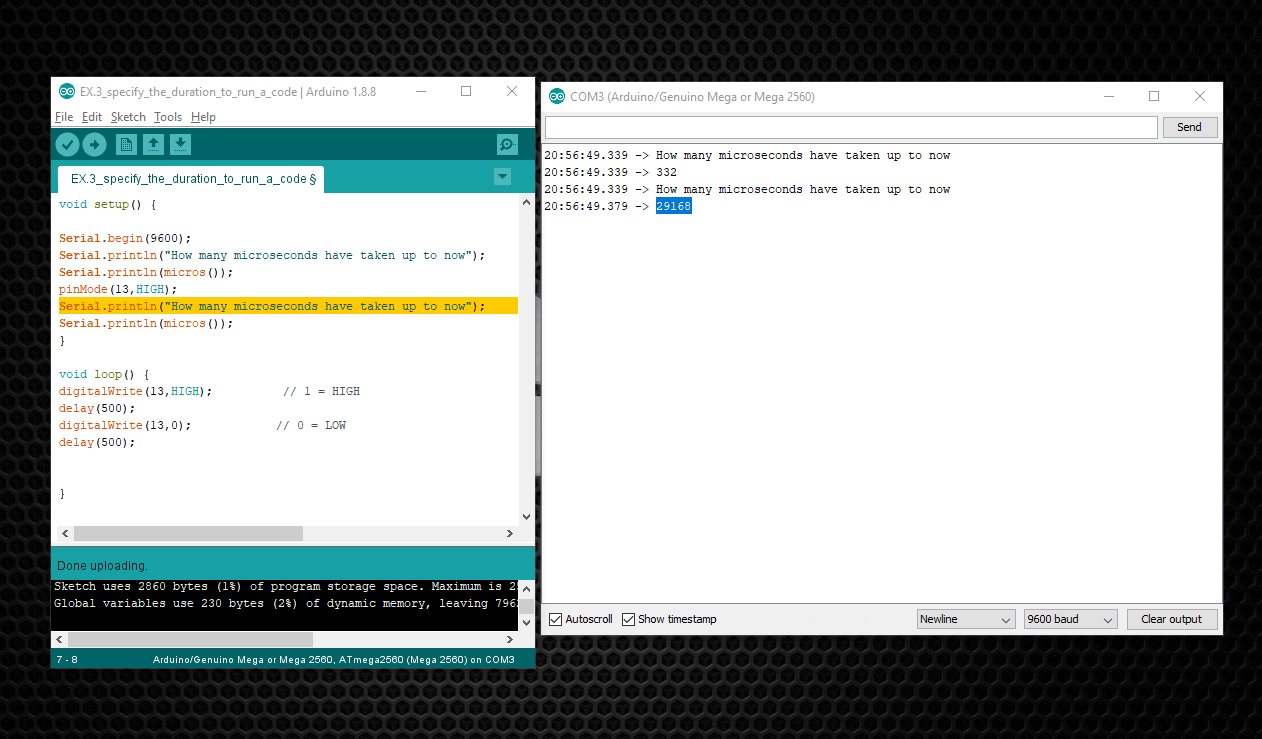 EX.3_specify_the_duration_to_run_a_code | Arduino 1.8.8
File Edit Sketch Tools Help
EX.3_specify_the_duration_to_run_a_code §
void setup() {
Serial.begin(9600);
Serial.println("How many microseconds have taken up to now");
Serial.println(micros());
pinMode(13,HIGH);
Serial.println("How many microseconds have taken up to now");
Serial.println(micros());
}
void loop() {
digitalWrite(13,HIGH); // 1 = HIGH
delay(500);
digitalWrite(13,0); // 0 = LOW
delay(500);
}
Done uploading.
Sketch uses 2860 bytes (1%) of program storage space. Maximum is 2
Global variables use 230 bytes (2%) of dynamic memory, leaving 796
7 - 8 Arduino/Genuino Mega or Mega 2560, ATmega2560 (Mega 2560) on COM3
COM3 (Arduino/Genuino Mega or Mega 2560)
Send
20:56:49.339 -> How many microseconds have taken up to now
20:56:49.339 -> 332
20:56:49.339 -> How many microseconds have taken up to now
20:56:49.379 -> 29168
Autoscroll Show timestamp Newline 9600 baud Clear output